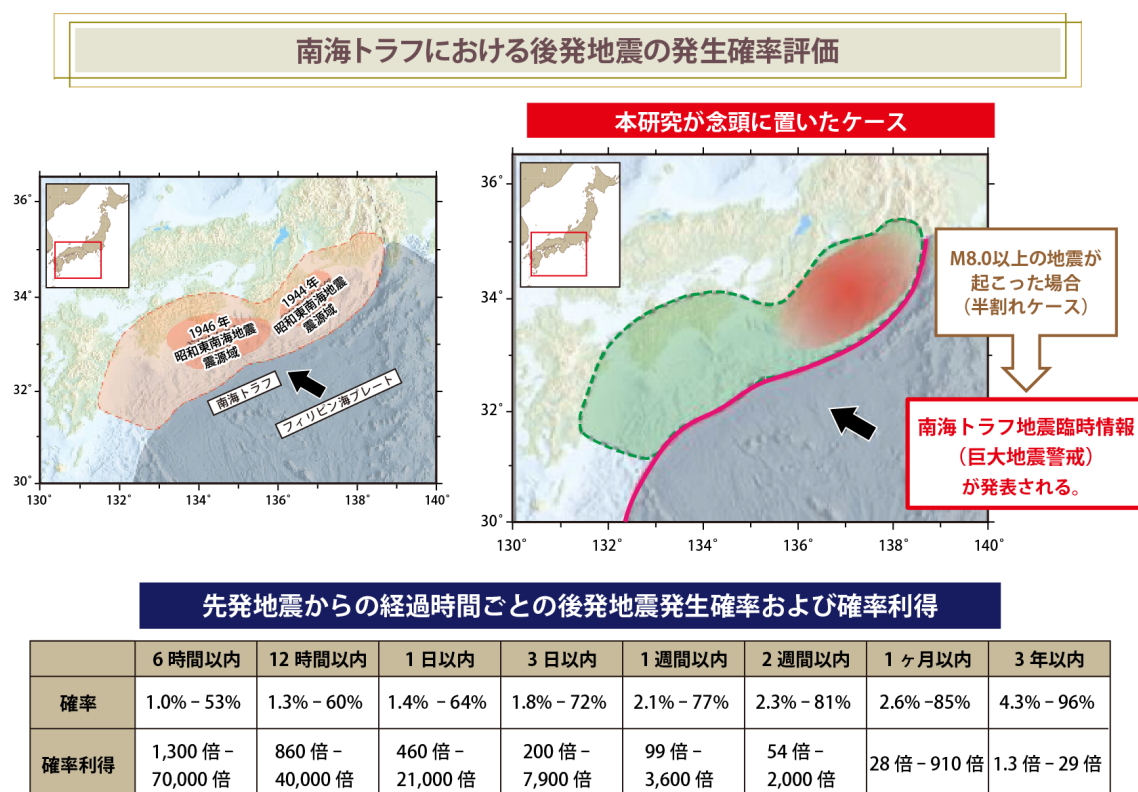 南海トラフにおける後発地震の発生確率評価
本研究が念頭に置いたケース
36°
34°
32°
30°
130°
132°
134°
136°
138°
140°
1944 年
昭和東南海地震
震源域
1946 年
昭和東南海地震
震源域
南海トラフ
フィリピン海プレート
36°
34°
32°
30°
130°
132°
134°
136°
138°
140°
M8.0以上の地震が
起こった場合
（半割れケース）
南海トラフ地震臨時情報
（巨大地震警戒）
が発表される。
先発地震からの経過時間ごとの後発地震発生確率および確率利得
6 時間以内 12 時間以内 1 日以内 3 日以内 1 週間以内 2 週間以内 1 ヶ月以内 3 年以内
確率 1.0%－53% 1.3%－60% 1.4% －64% 1.8%－72% 2.1%－77% 2.3%－81% 2.6%－85% 4.3%－96%
確率利得 1,300 倍－ 860 倍－ 460 倍－ 200 倍－ 99 倍－ 54 倍－ 28 倍－910 倍 1.3 倍－29 倍
70,000 倍 40,000 倍 21,000 倍 7,900 倍 3,600 倍 2,000 倍